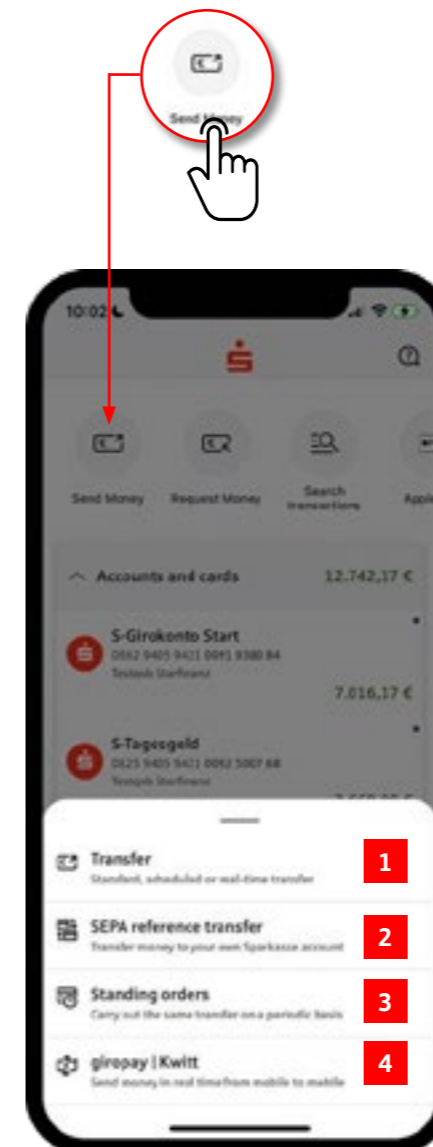 Send Money
10:02
Send Money
Request Money
Search
transactions
Apple
Accounts and cards
12.742,17 €
S-Girokonto Start
7.016,17 €
S-Tagesgeld
Transfer
Standard, scheduled or real-time transfer
1
SEPA reference transfer
Transfer money to your own Sparkasse account
2
Standing orders
Carry out the same transfer on a periodic basis
3
giropay | Kwitt
Send money in real time from mobile to mobile
4